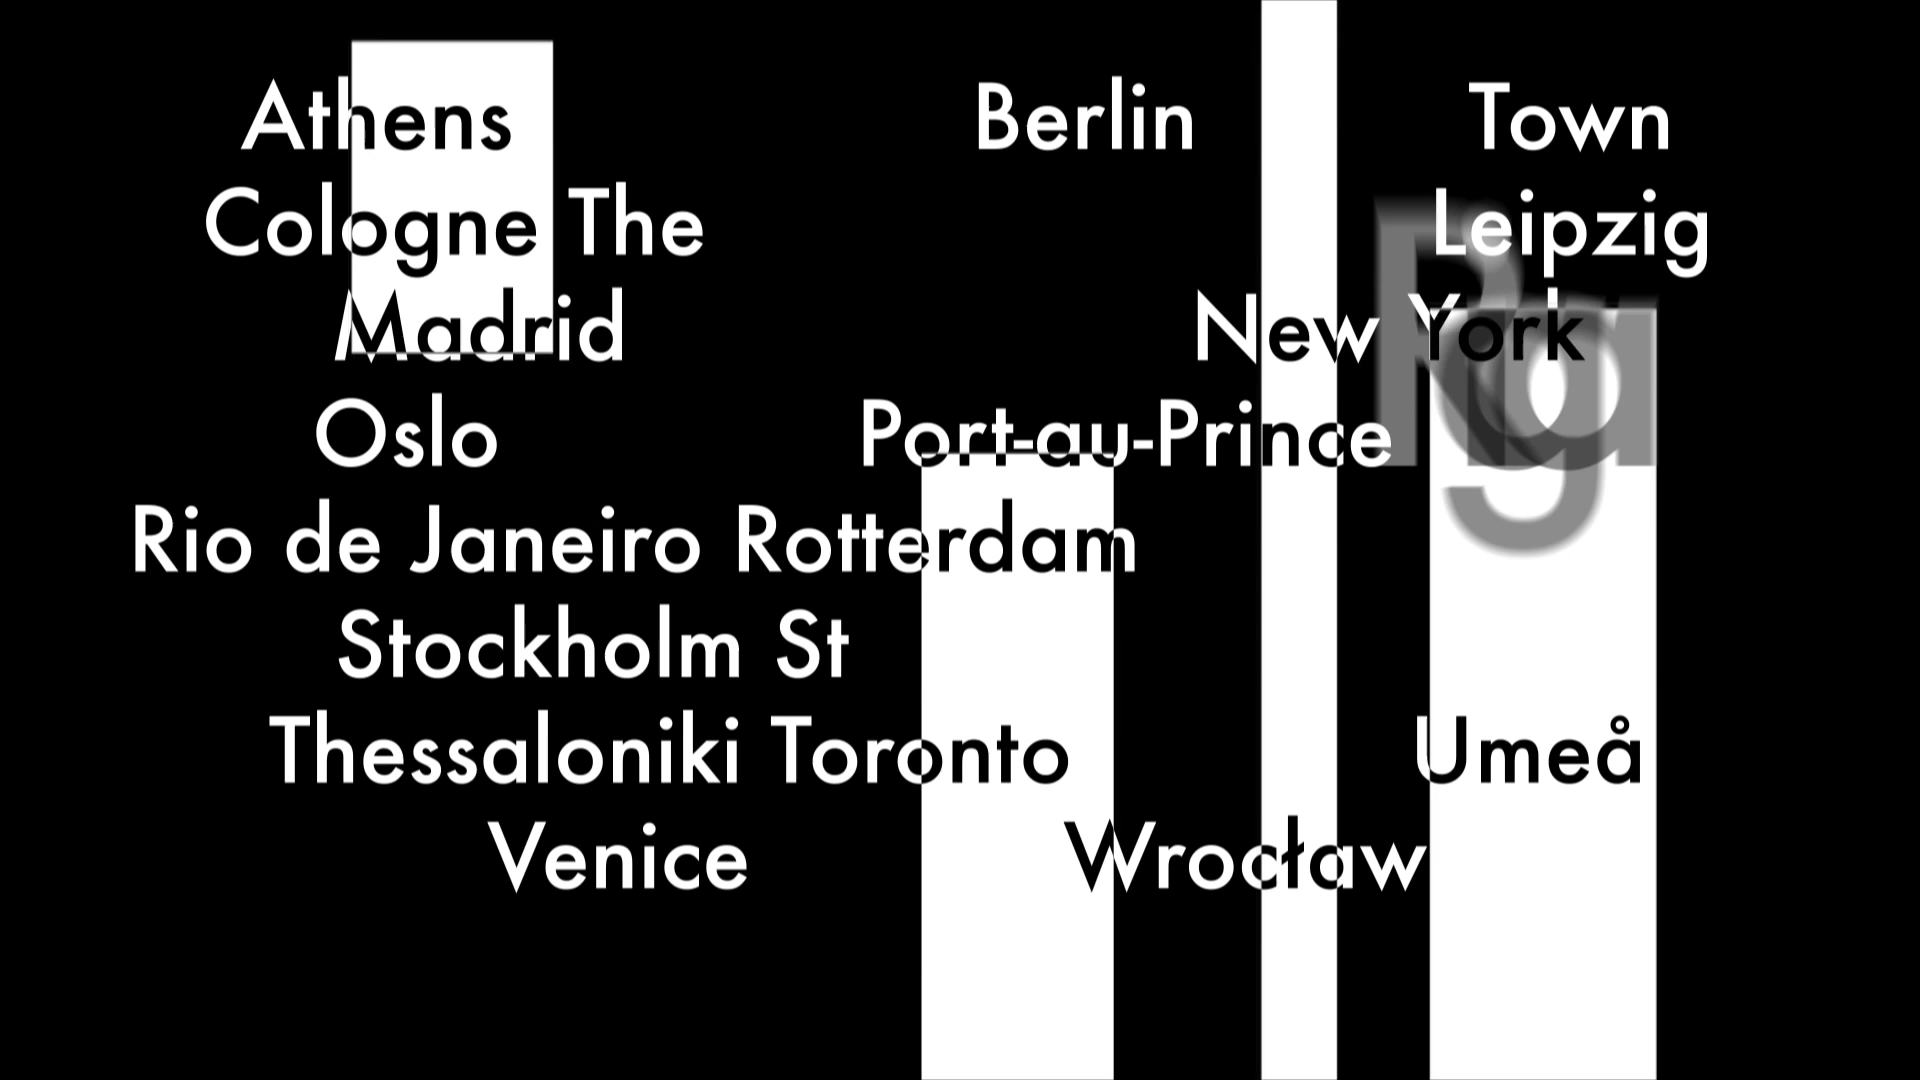 Athens Berlin Town
Cologne The Leipzig
Madrid New York
Oslo Port-au-Prince
Rio de Janeiro Rotterdam
Stockholm St
Thessaloniki Toronto Umeå
Venice Wrocław